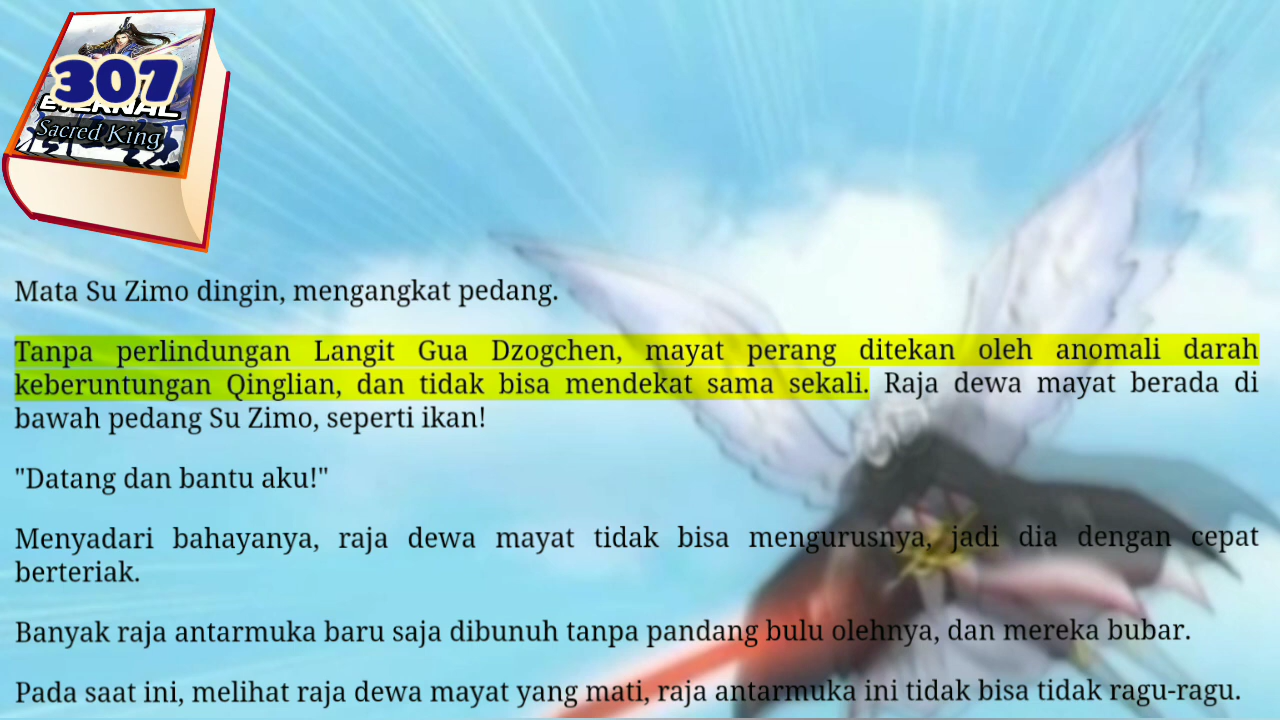 307
ETERNAL
Sacred King
Mata Su Zimo dingin, mengangkat pedang.
Tanpa perlindungan Langit Gua Dzogchen, mayat perang ditekan oleh anomali darah
keberuntungan Qinglian, dan tidak bisa mendekat sama sekali. Raja dewa mayat berada di
bawah pedang Su Zimo, seperti ikan!
"Datang dan bantu aku!"
Menyadari bahayanya, raja dewa mayat tidak bisa mengurusnya, jadi dia dengan cepat
berteriak.
Banyak raja antarmuka baru saja dibunuh tanpa pandang bulu olehnya, dan mereka bubar.
Pada saat ini, melihat raja dewa mayat yang mati, raja antarmuka ini tidak bisa tidak ragu-ragu.